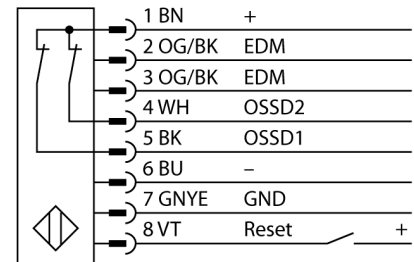 1 BN +
2 OG/BK EDM
3 OG/BK EDM
4 WH OSSD2
5 BK OSSD1
6 BU –
7 GNYE GND
8 VT Reset +